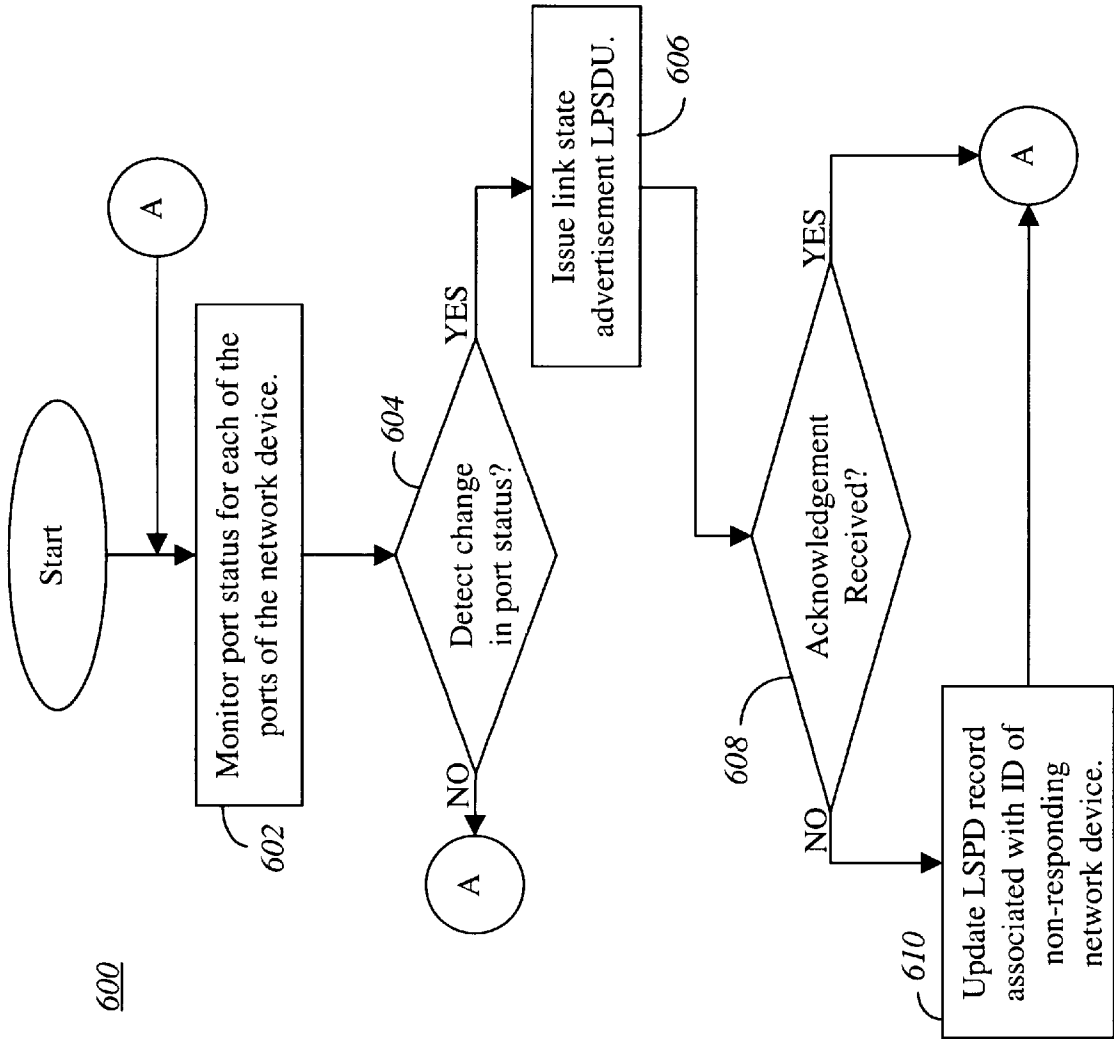 600
Start
A
Monitor port status for each of the
ports of the network device.
602
604
Detect change
in port status?
NO
YES
A
Issue link state
advertisement LPSDU.
606
608
Acknowledgement
Received?
NO
YES
610
Update LSPD record
associated with ID of
non-responding
network device.
A